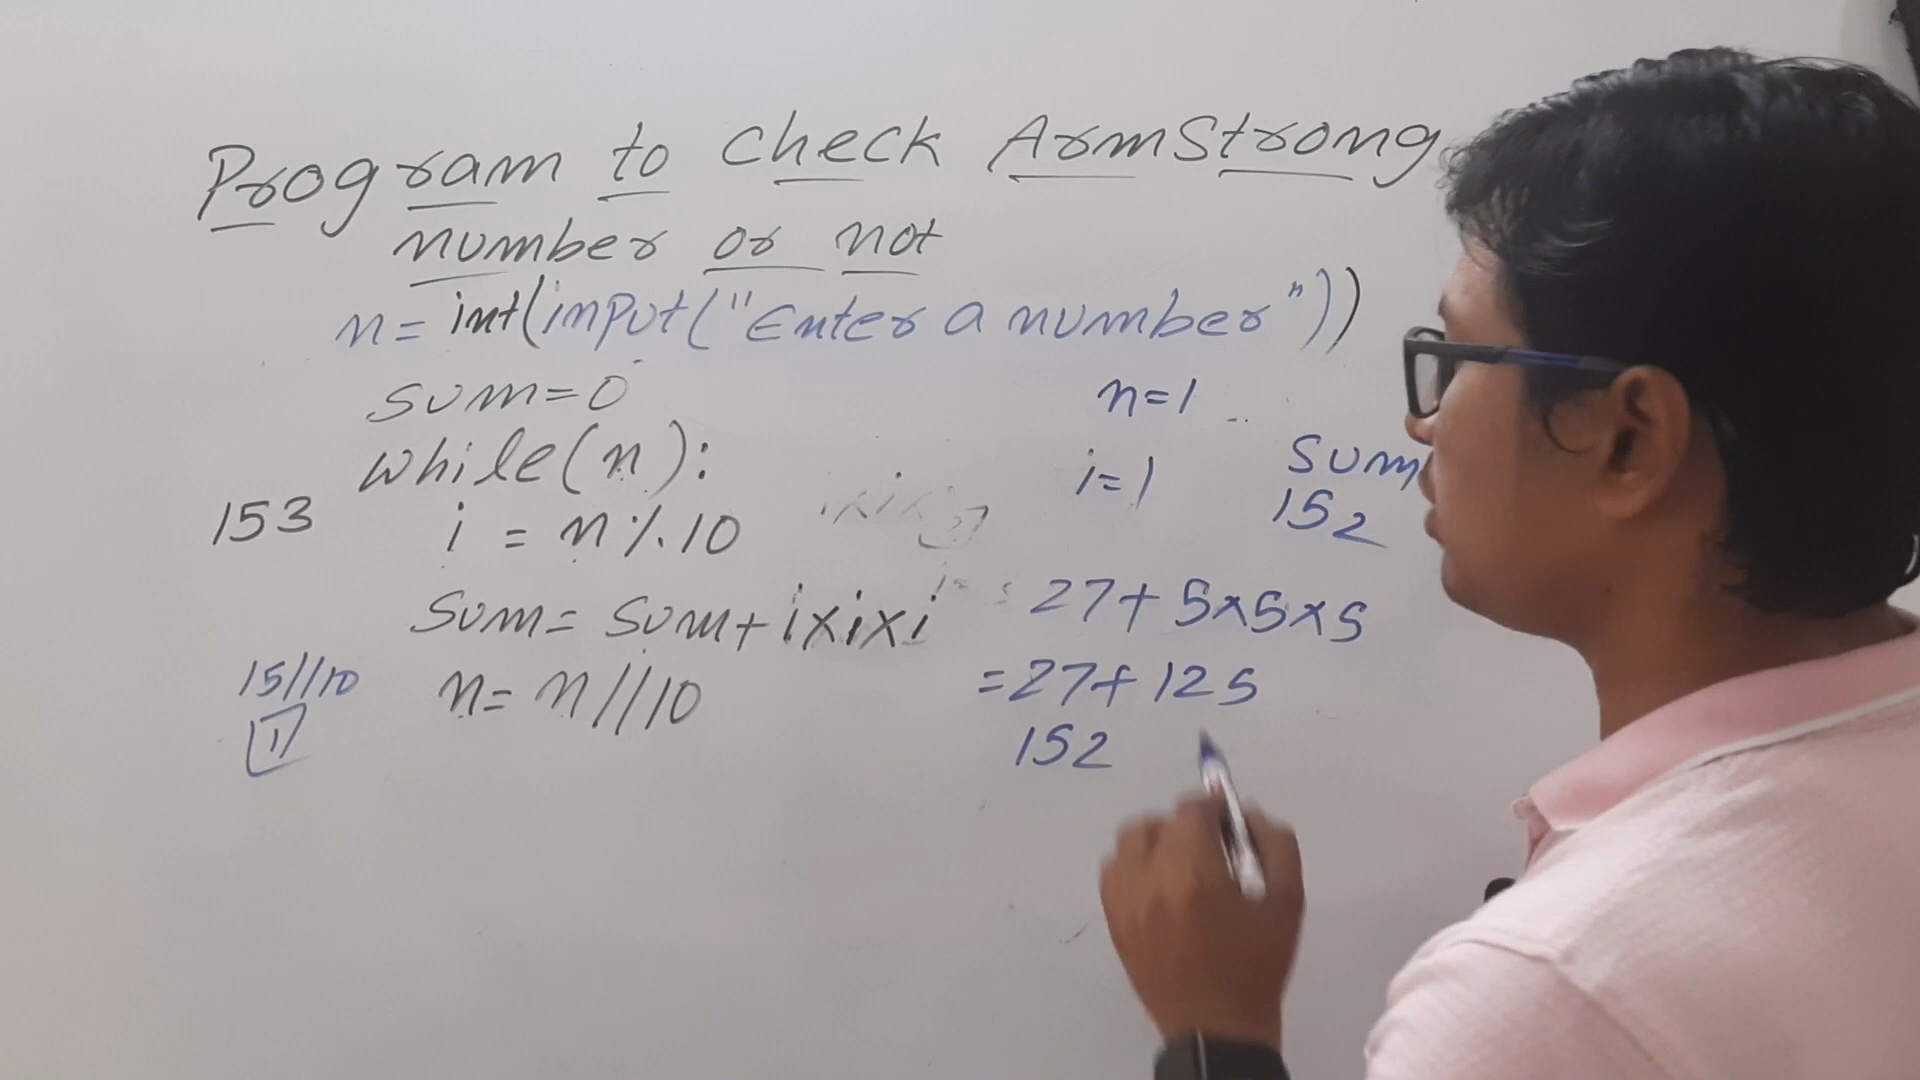 Program to check ArmStrong
number or not
n= int(input("Enter a number"))
sum=0
while(n):
153
i = n%10
sum= sum+ixixi
15//10
1
n= n//10
n=1
i=1
sum
152
27+5x5x5
=27+125
152